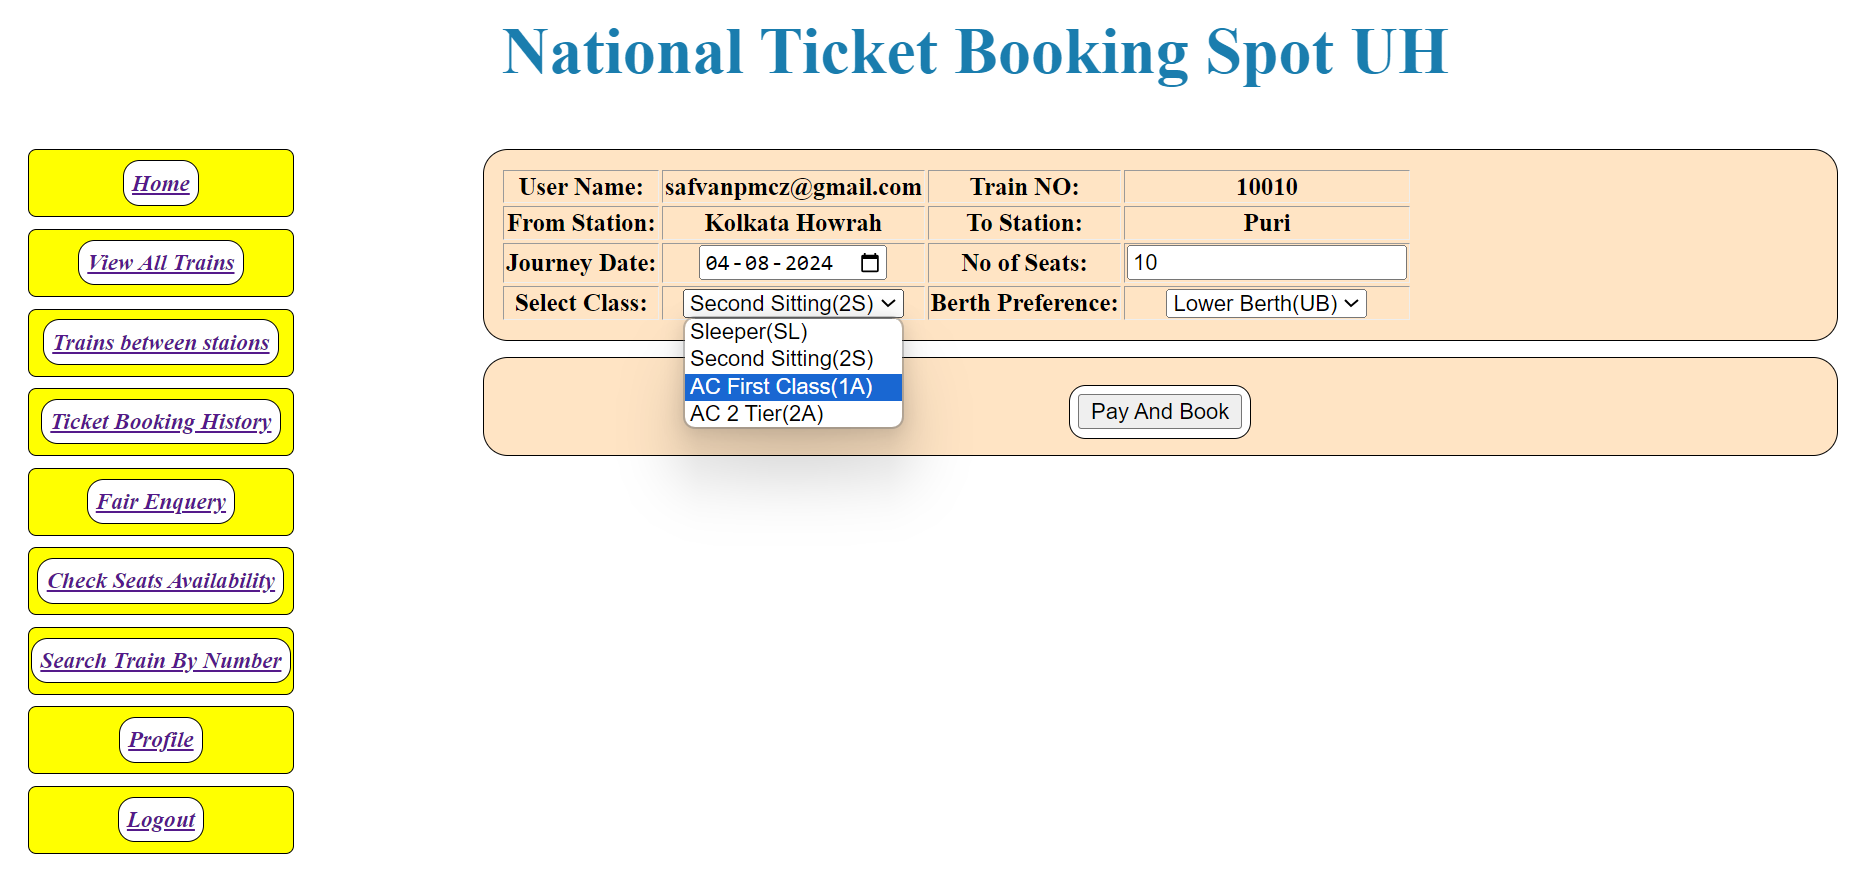 National Ticket Booking Spot UH
Home
View All Trains
Trains between staions
Ticket Booking History
Fair Enquery
Check Seats Availability
Search Train By Number
Profile
Logout
User Name: safvanpmcz@gmail.com Train NO: 10010
From Station: Kolkata Howrah To Station: Puri
Journey Date: 04-08-2024 No of Seats: 10
Select Class: Second Sitting(2S) Berth Preference: Lower Berth(UB)
Sleeper(SL)
Second Sitting(2S)
AC First Class(1A)
AC 2 Tier(2A)
Pay And Book